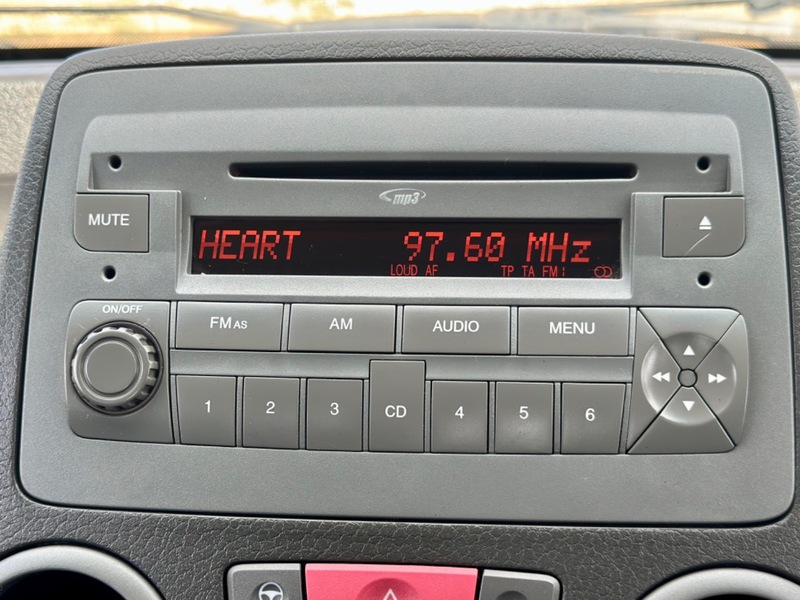 mp3
MUTE
HEART 97.60 MHz
LOUD AF TP TA FM1
ON/OFF
FM AS AM AUDIO MENU
1 2 3 CD 4 5 6